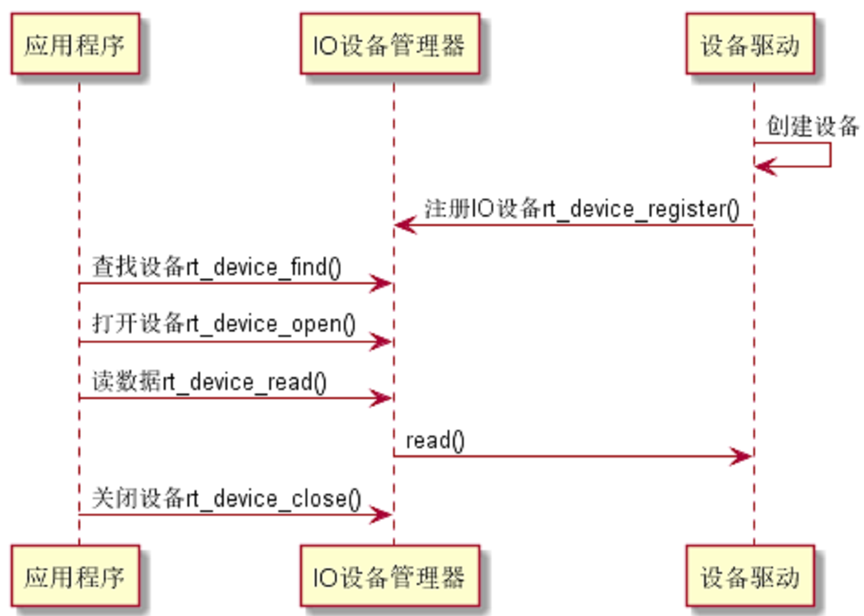 应用程序
IO设备管理器
设备驱动
创建设备
注册IO设备rt_device_register()
查找设备rt_device_find()
打开设备rt_device_open()
读数据rt_device_read()
read()
关闭设备rt_device_close()
应用程序
IO设备管理器
设备驱动